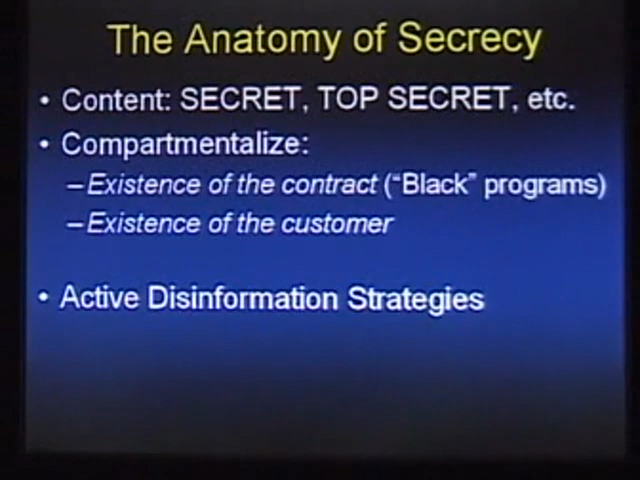 The Anatomy of Secrecy
• Content: SECRET, TOP SECRET, etc.
• Compartmentalize:
–Existence of the contract (“Black” programs)
–Existence of the customer
• Active Disinformation Strategies